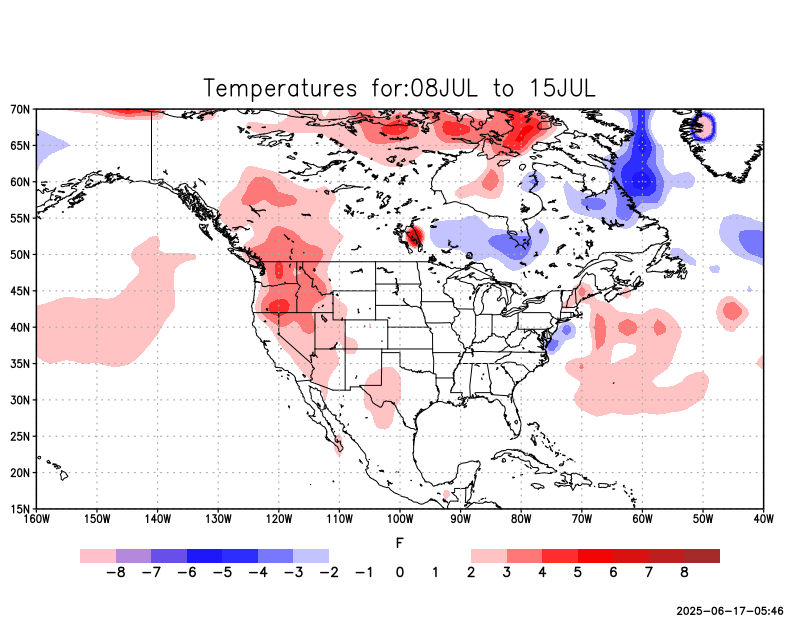 Temperatures for:08JUL to 15JUL
70N
65N
60N
55N
50N
45N
40N
35N
30N
25N
20N
15N
160W 150W 140W 130W 120W 110W 100W 90W 80W 70W 60W 50W 40W
F
−8 −7 −6 −5 −4 −3 −2 −1 0 1 2 3 4 5 6 7 8
2025-06-17-05:46